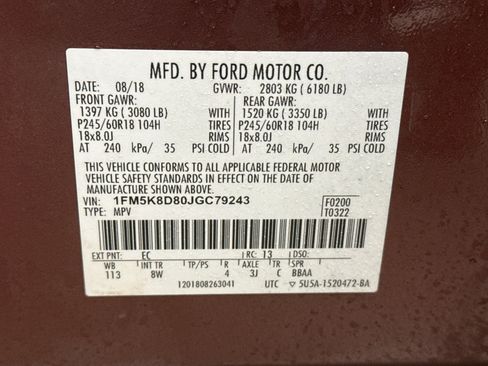 MFD. BY FORD MOTOR CO.
DATE: 08/18 GVWR: 2803 KG ( 6180 LB)
FRONT GAWR: REAR GAWR:
1397 KG ( 3080 LB) WITH 1520 KG ( 3350 LB) WITH
P245/60R18 104H TIRES P245/60R18 104H TIRES
18x8.0J RIMS 18x8.0J RIMS
AT 240 kPa/ 35 PSI COLD AT 240 kPa/ 35 PSI COLD
THIS VEHICLE CONFORMS TO ALL APPLICABLE FEDERAL MOTOR
VEHICLE SAFETY STANDARDS IN EFFECT ON THE DATE OF
MANUFACTURE SHOWN ABOVE.
VIN: 1FM5K8D80JGC79243 F0200
TYPE: MPV T0322
EXT PNT: EC RC: 13 DSO:
WB INT TR TP/PS R AXLE TR SPR
113 8W 4 3J C BBAA
1201808263041 UTC ▽ 5U5A-1520472-BA